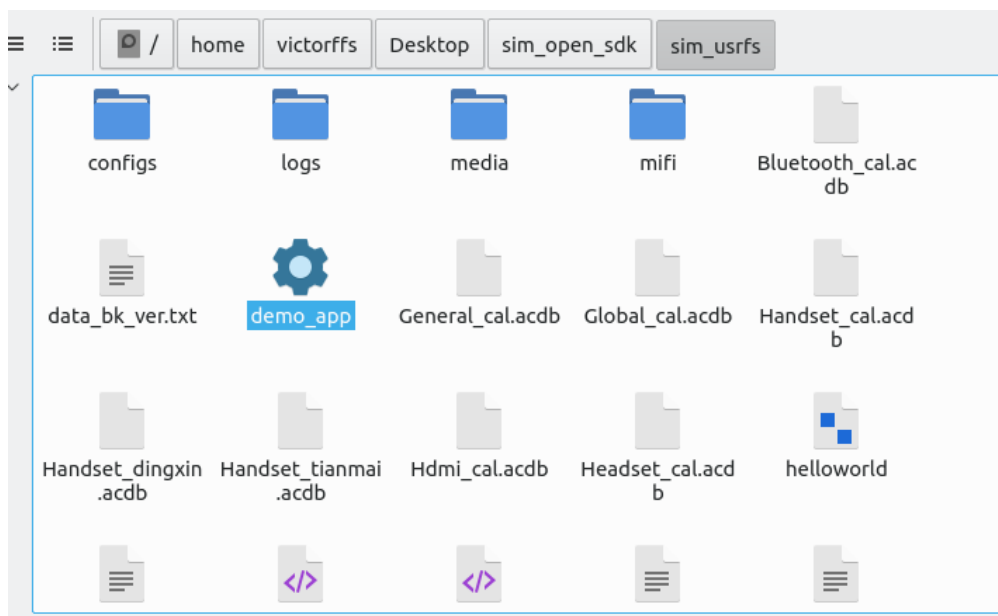 /
home
victorffs
Desktop
sim_open_sdk
sim_usrfs
configs
logs
media
mifi
Bluetooth_cal.ac
db
data_bk_ver.txt
demo_app
General_cal.acdb
Global_cal.acdb
Handset_cal.acd
b
Handset_dingxin
.acdb
Handset_tianmai
.acdb
Hdmi_cal.acdb
Headset_cal.acd
b
helloworld